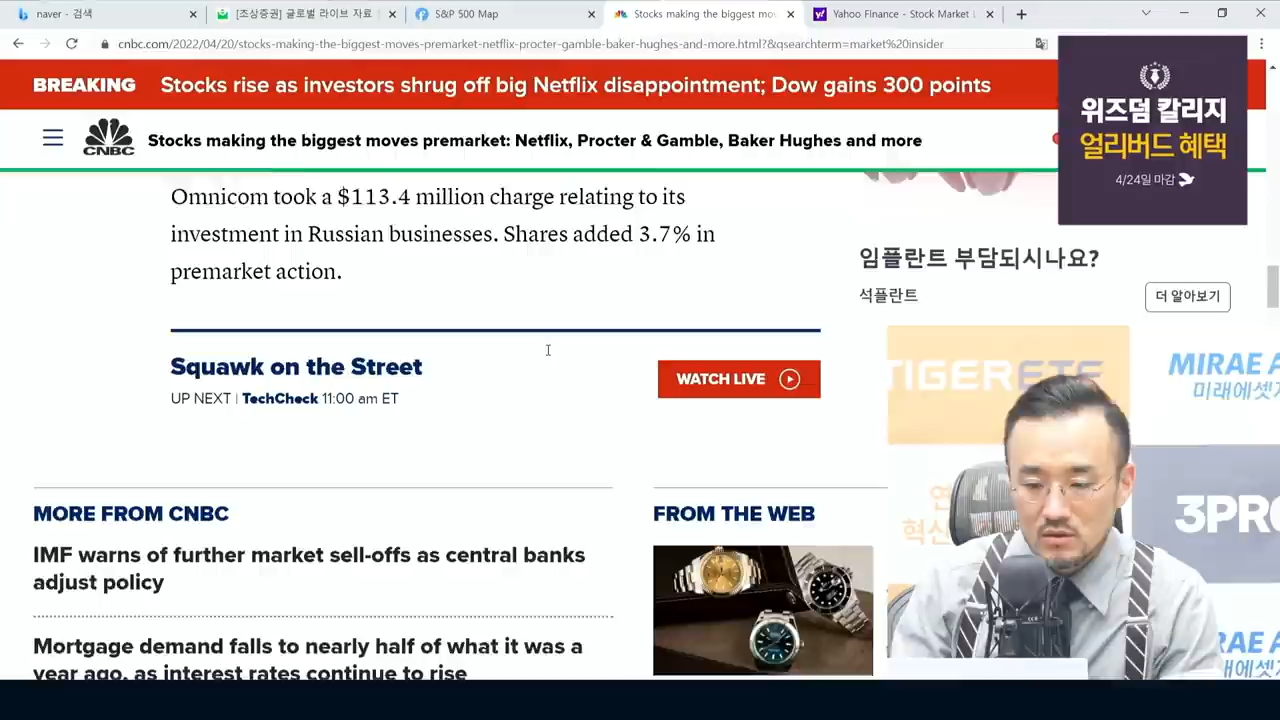 naver - 검색
[조상증권] 글로벌 라이브 자료
S&P 500 Map
Stocks making the biggest mov
Yahoo Finance - Stock Market L
cnbc.com/2022/04/20/stocks-making-the-biggest-moves-premarket-netflix-procter-gamble-baker-hughes-and-more.html?&qsearchterm=market%20insider
BREAKING
Stocks rise as investors shrug off big Netflix disappointment; Dow gains 300 points
CNBC
Stocks making the biggest moves premarket: Netflix, Procter & Gamble, Baker Hughes and more
위즈덤 칼리지
얼리버드 혜택
4/24일 마감
Omnicom took a $113.4 million charge relating to its
investment in Russian businesses. Shares added 3.7% in
premarket action.
임플란트 부담되시나요?
석플란트
더 알아보기
Squawk on the Street
UP NEXT | TechCheck 11:00 am ET
WATCH LIVE
TIGER ETF
MIRAE A
미래에셋
연
혁신
3PRO
MORE FROM CNBC
IMF warns of further market sell-offs as central banks
adjust policy
Mortgage demand falls to nearly half of what it was a
year ago, as interest rates continue to rise
FROM THE WEB